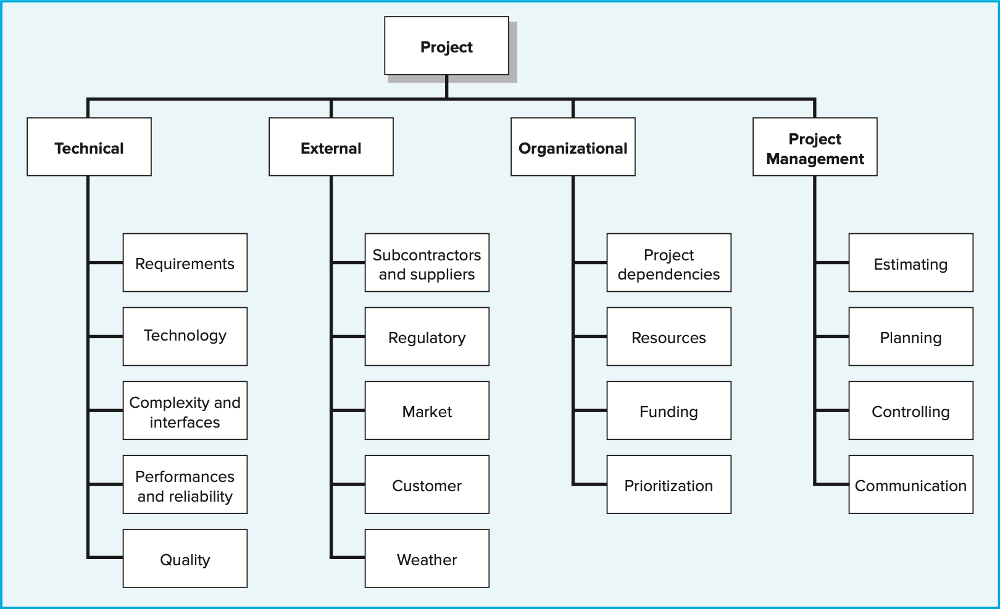 Project
Technical
External
Organizational
Project
Management
Requirements
Technology
Complexity and
interfaces
Performances
and reliability
Quality
Subcontractors
and suppliers
Regulatory
Market
Customer
Weather
Project
dependencies
Resources
Funding
Prioritization
Estimating
Planning
Controlling
Communication